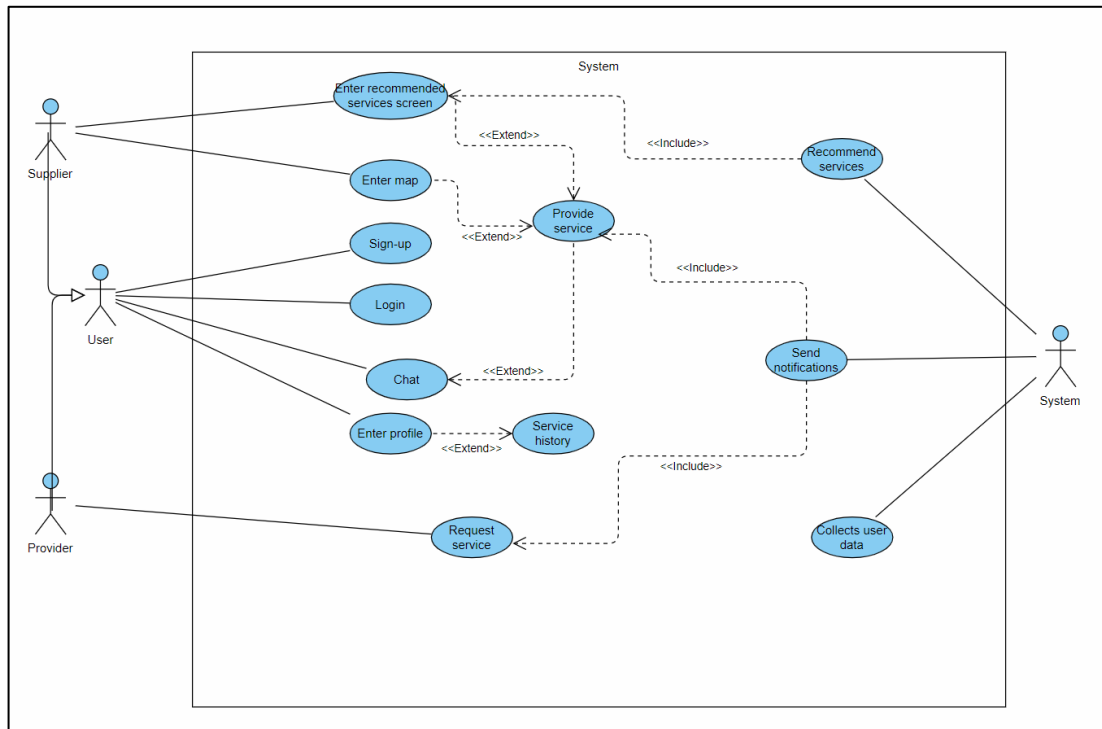 System
Enter recommended
services screen
<<Extend>>
<<Include>>
Recommend
services
Supplier
Enter map
Provide
service
<<Extend>>
Sign-up
<<Include>>
Login
User
Send
notifications
Chat
<<Extend>>
System
Enter profile
<<Extend>>
Service
history
<<Include>>
Request
service
Collects user
data
Provider